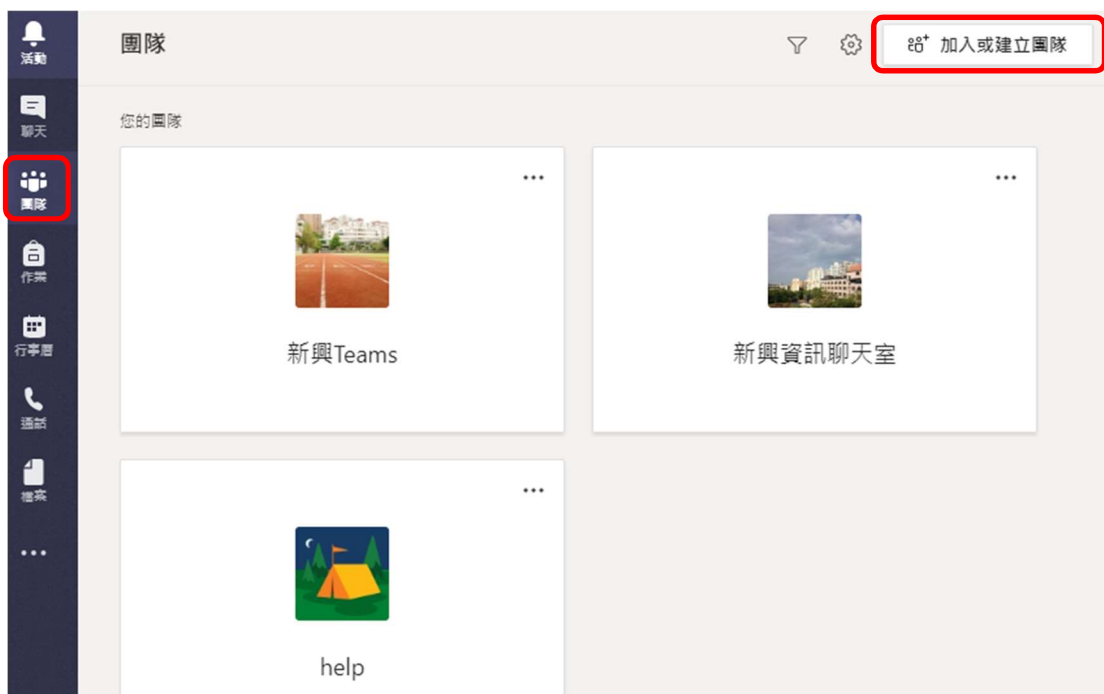 活動
聊天
團隊
作業
行事曆
通話
檔案
團隊
加入或建立團隊
您的團隊
新興Teams
新興資訊聊天室
help